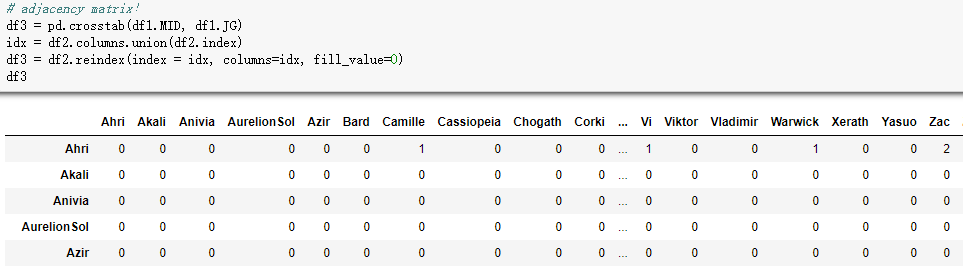 # adjacency matrix!
df3 = pd.crosstab(df1.MID, df1.JG)
idx = df2.columns.union(df2.index)
df3 = df2.reindex(index = idx, columns=idx, fill_value=0)
df3
Ahri Akali Anivia AurelionSol Azir Bard Camille Cassiopeia Chogath Corki ... Vi Viktor Vladimir Warwick Xerath Yasuo Zac
Ahri 0 0 0 0 0 0 1 0 0 0 ... 1 0 0 1 0 0 2
Akali 0 0 0 0 0 0 0 0 0 0 ... 0 0 0 0 0 0 0
Anivia 0 0 0 0 0 0 0 0 0 0 ... 0 0 0 0 0 0 0
AurelionSol 0 0 0 0 0 0 0 0 0 0 ... 0 0 0 0 0 0 0
Azir 0 0 0 0 0 0 0 0 0 0 ... 0 0 0 0 0 0 0